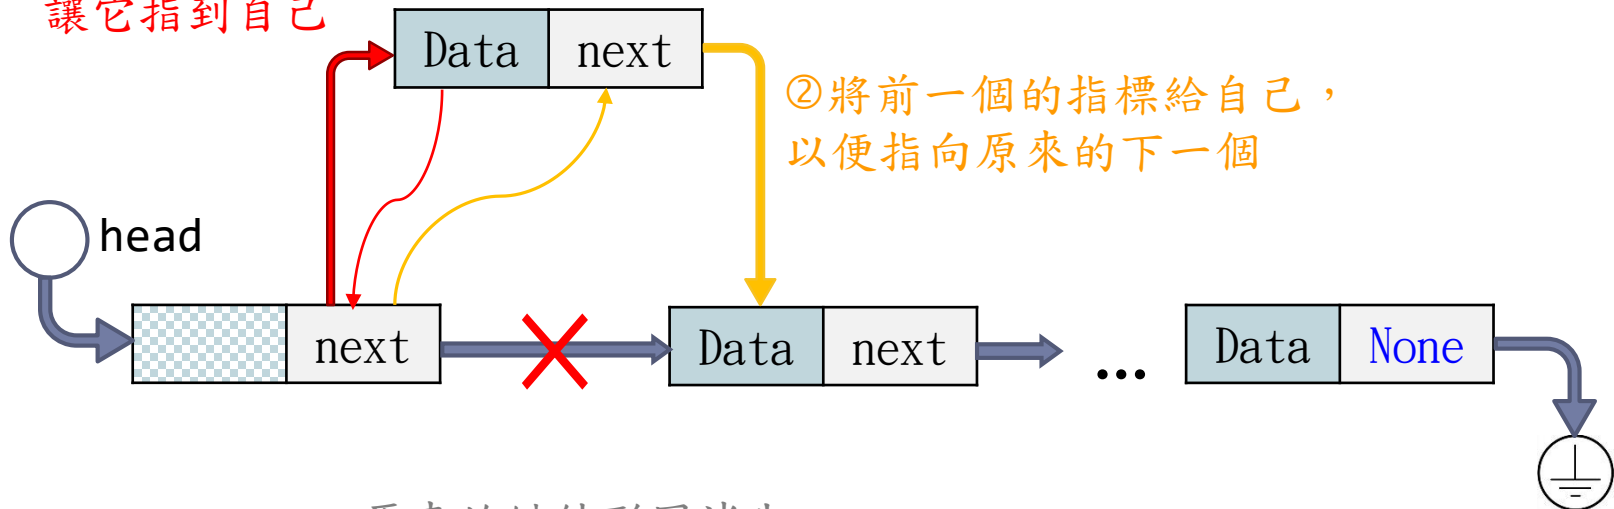 讓它指到自己
Data next
②將前一個的指標給自己，
以便指向原來的下一個
head
next
Data next
...
Data None